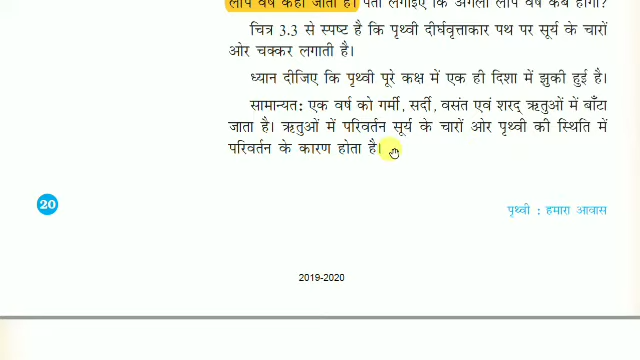 लीप वर्ष कहा जाता है। पता लगाइए कि अगला लीप वर्ष कब होगा?
चित्र 3.3 से स्पष्ट है कि पृथ्वी दीर्घवृत्ताकार पथ पर सूर्य के चारों
ओर चक्कर लगाती है।
ध्यान दीजिए कि पृथ्वी पूरे कक्ष में एक ही दिशा में झुकी हुई है।
सामान्यतः एक वर्ष को गर्मी, सर्दी, वसंत एवं शरद् ऋतुओं में बाँटा
जाता है। ऋतुओं में परिवर्तन सूर्य के चारों ओर पृथ्वी की स्थिति में
परिवर्तन के कारण होता है।
20
पृथ्वी : हमारा आवास
2019-2020